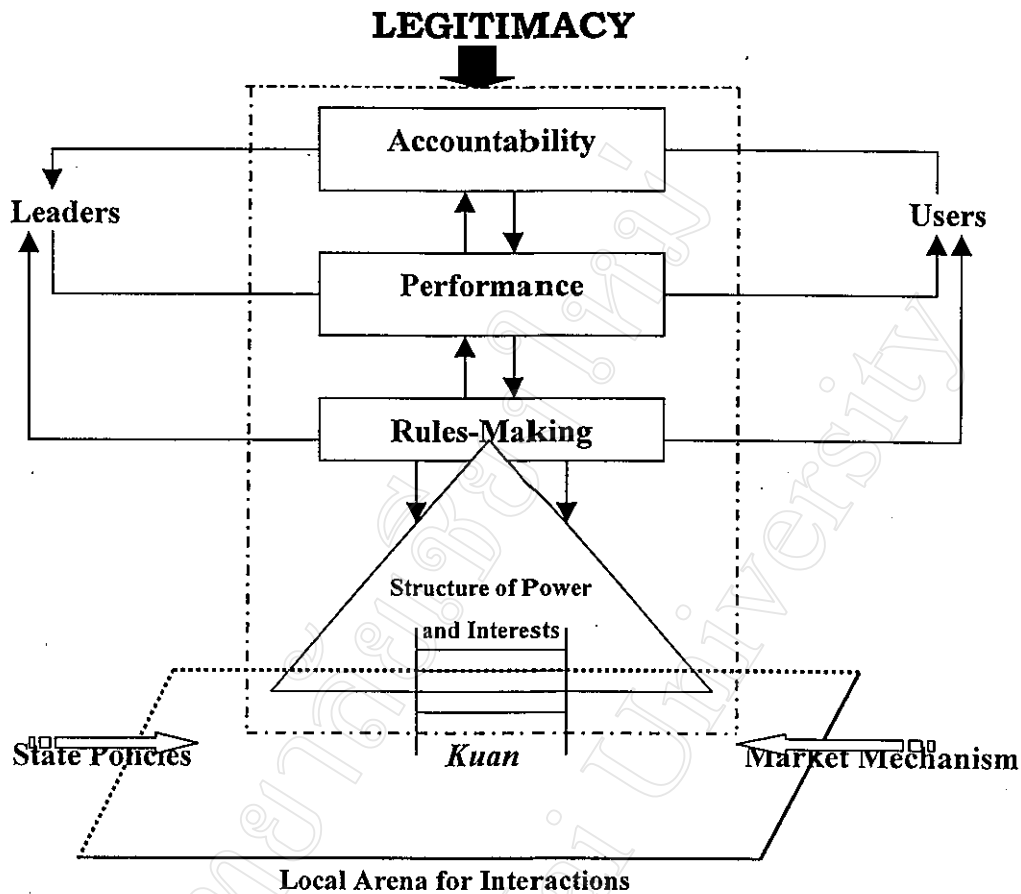 LEGITIMACY
Accountability
Leaders
Users
Performance
Rules-Making
Structure of Power
and Interests
State Policies
Kuan
Market Mechanism
Local Arena for Interactions